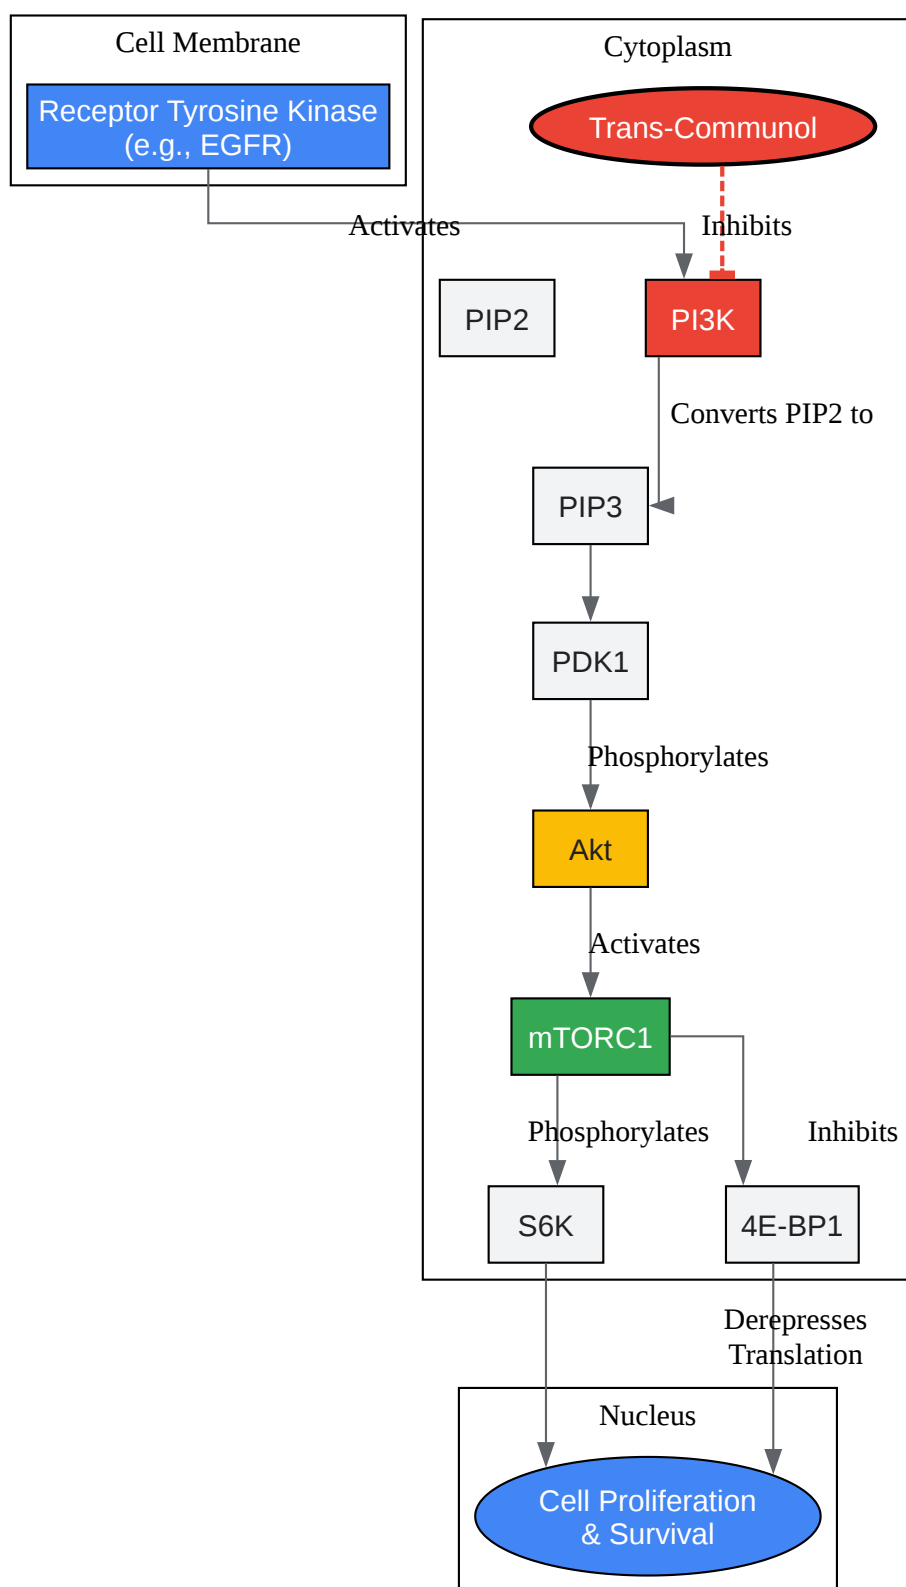 Cell Membrane
Receptor Tyrosine Kinase
(e.g., EGFR)
Cytoplasm
Trans-Communol
Activates
Inhibits
PIP2
PI3K
Converts PIP2 to
PIP3
PDK1
Phosphorylates
Akt
Activates
mTORC1
Phosphorylates
Inhibits
S6K
4E-BP1
Derepresses
Translation
Nucleus
Cell Proliferation
& Survival